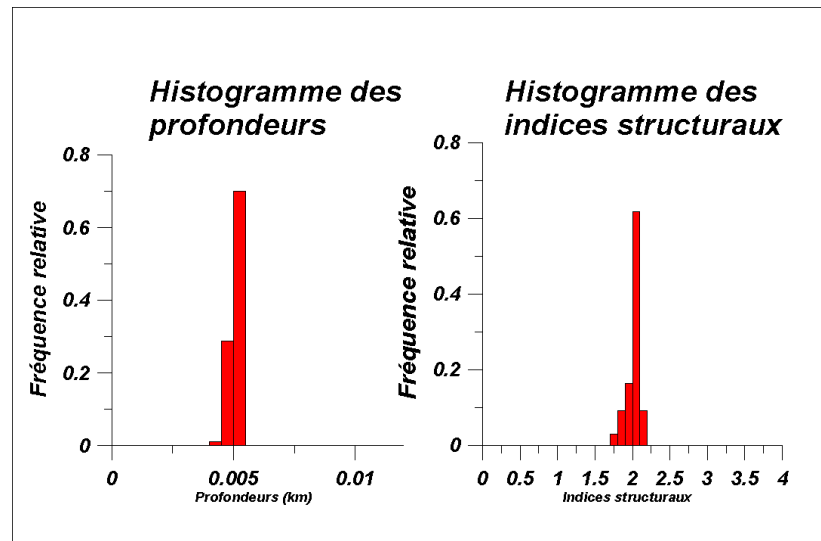 Histogramme des
profondeurs
0.8
0.6
0.4
0.2
0
Fréquence relative
0
0.005
0.01
Profondeurs (km)
Histogramme des
indices structuraux
0.8
0.6
0.4
0.2
0
Fréquence relative
0
0.5
1
1.5
2
2.5
3
3.5
4
Indices structuraux